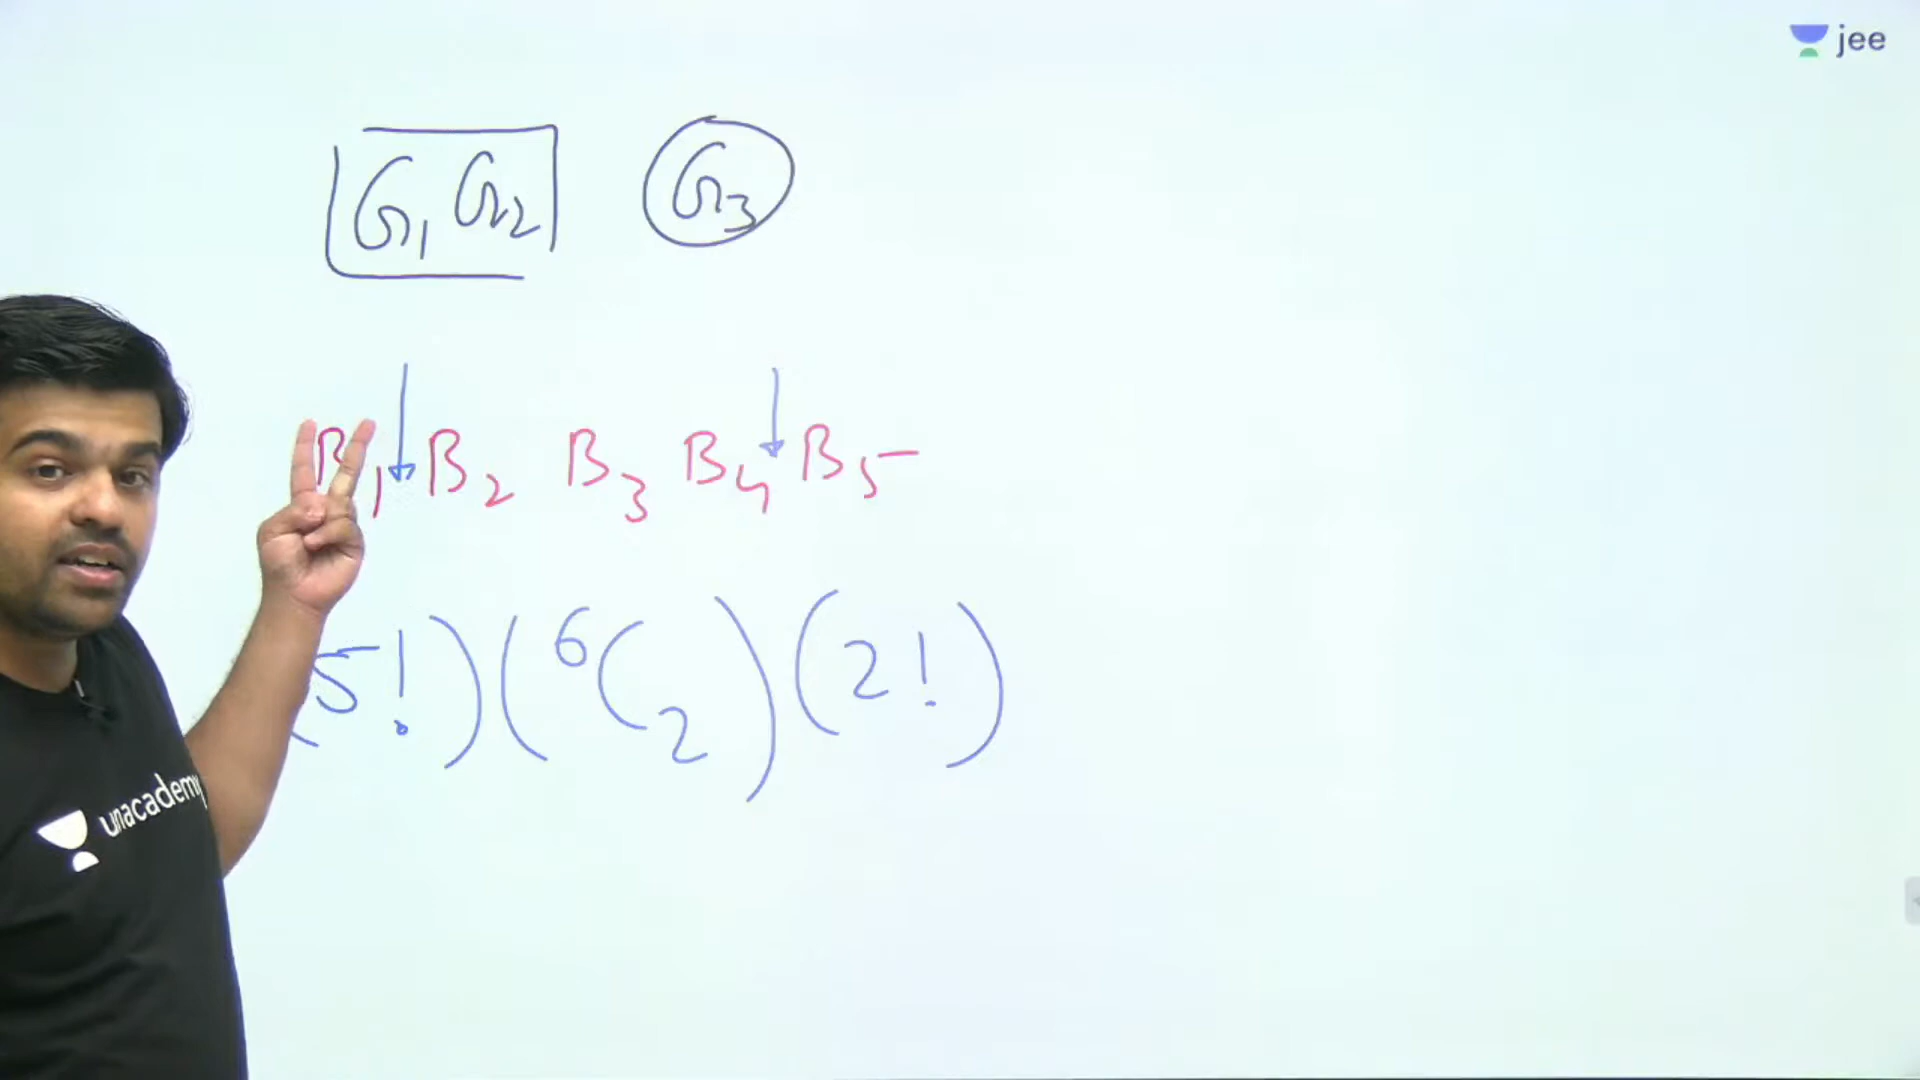 jee
G₁ G₂ G₃
B₁ B₂ B₃ B₄ B₅
(5!) (⁶C₂) (2!)
unacademy